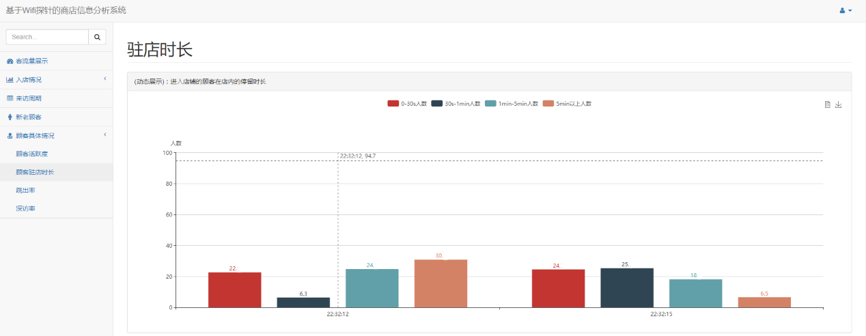 基于Wifi探针的商店信息分析系统
Search...
客流量展示
入店情况
来访周期
新老顾客
顾客具体情况
顾客活跃度
顾客驻店时长
跳出率
深访率
驻店时长
(动态展示)：进入店铺的顾客在店内的停留时长
0-30s人数 30s-1min人数 1min-5min人数 5min以上人数
人数
100
22:32:12, 94.7
80
60
40
30
22 24 24 25
20
18
6.3 6.5
0
22:32:12 22:32:15